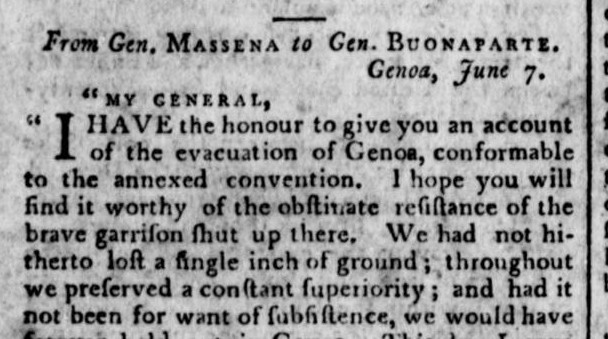 From Gen. MASSENA to Gen. BUONAPARTE.
Genoa, June 7.
"MY GENERAL,
"I HAVE the honour to give you an account
of the evacuation of Genoa, conformable
to the annexed convention. I hope you will
find it worthy of the obſtinate reſiſtance of the
brave garriſon ſhut up there. We had not hi-
therto loſt a ſingle inch of ground; throughout
we preſerved a conſtant ſuperiority; and had it
not been for want of ſubſiſtence, we would have